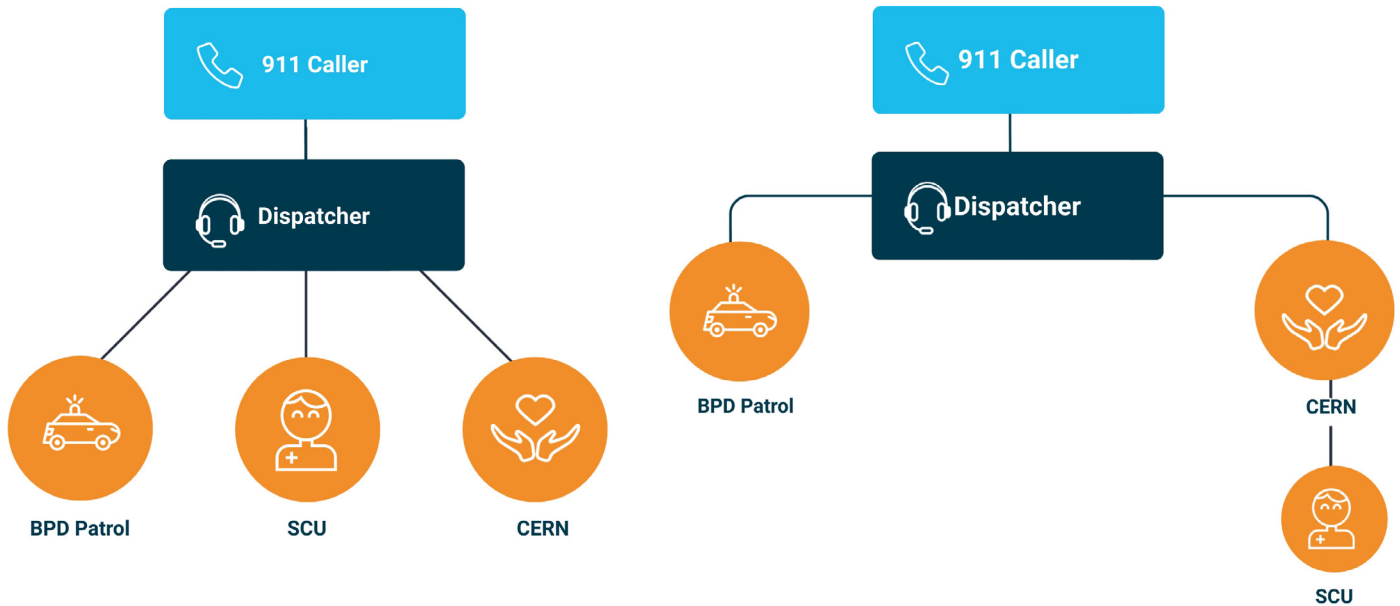 911 Caller
Dispatcher
BPD Patrol
SCU
CERN
911 Caller
Dispatcher
BPD Patrol
CERN
SCU